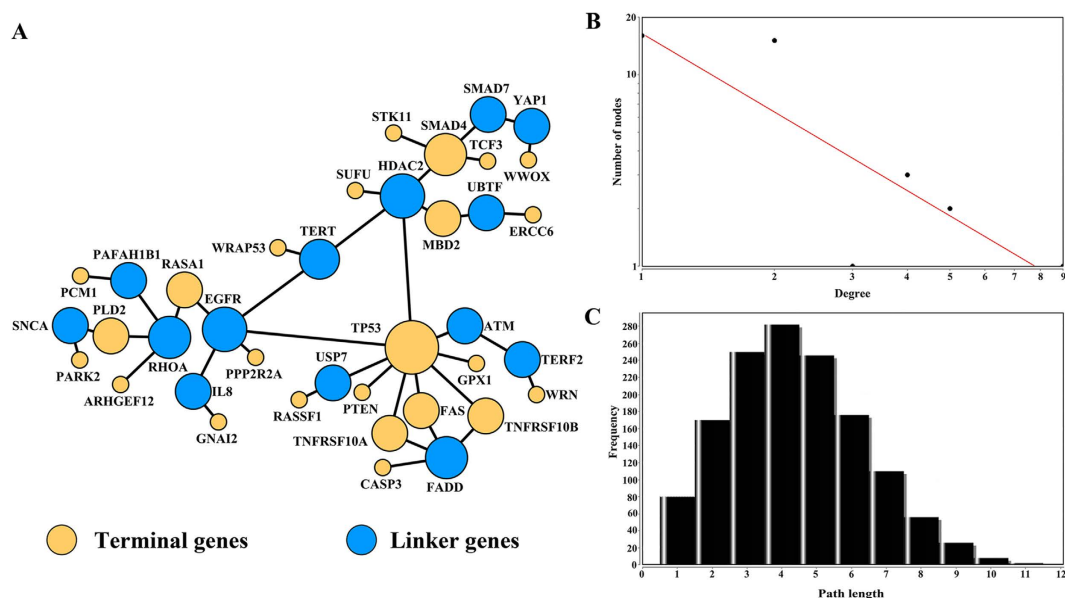 A
SMAD7
YAP1
STK11
SMAD4
TCF3
HDAC2
WWOX
SUFU
UBTF
TERT
MBD2
ERCC6
WRAP53
PAFAH1B1
RASA1
PCM1
EGFR
PLD2
SNCA
TP53
ATM
USP7
TERF2
RHOA
PPP2R2A
GPX1
PARK2
IL8
WRN
ARHGEF12
RASSF1
PTEN
FAS
GNAI2
TNFRSF10A
TNFRSF10B
CASP3
FADD
Terminal genes
Linker genes
B
20
10
1
Number of nodes
1 2 3 4 5 6 7 8 9
Degree
C
280
260
240
220
200
180
160
140
120
100
80
60
40
20
0
Frequency
0 1 2 3 4 5 6 7 8 9 10 11 12
Path length